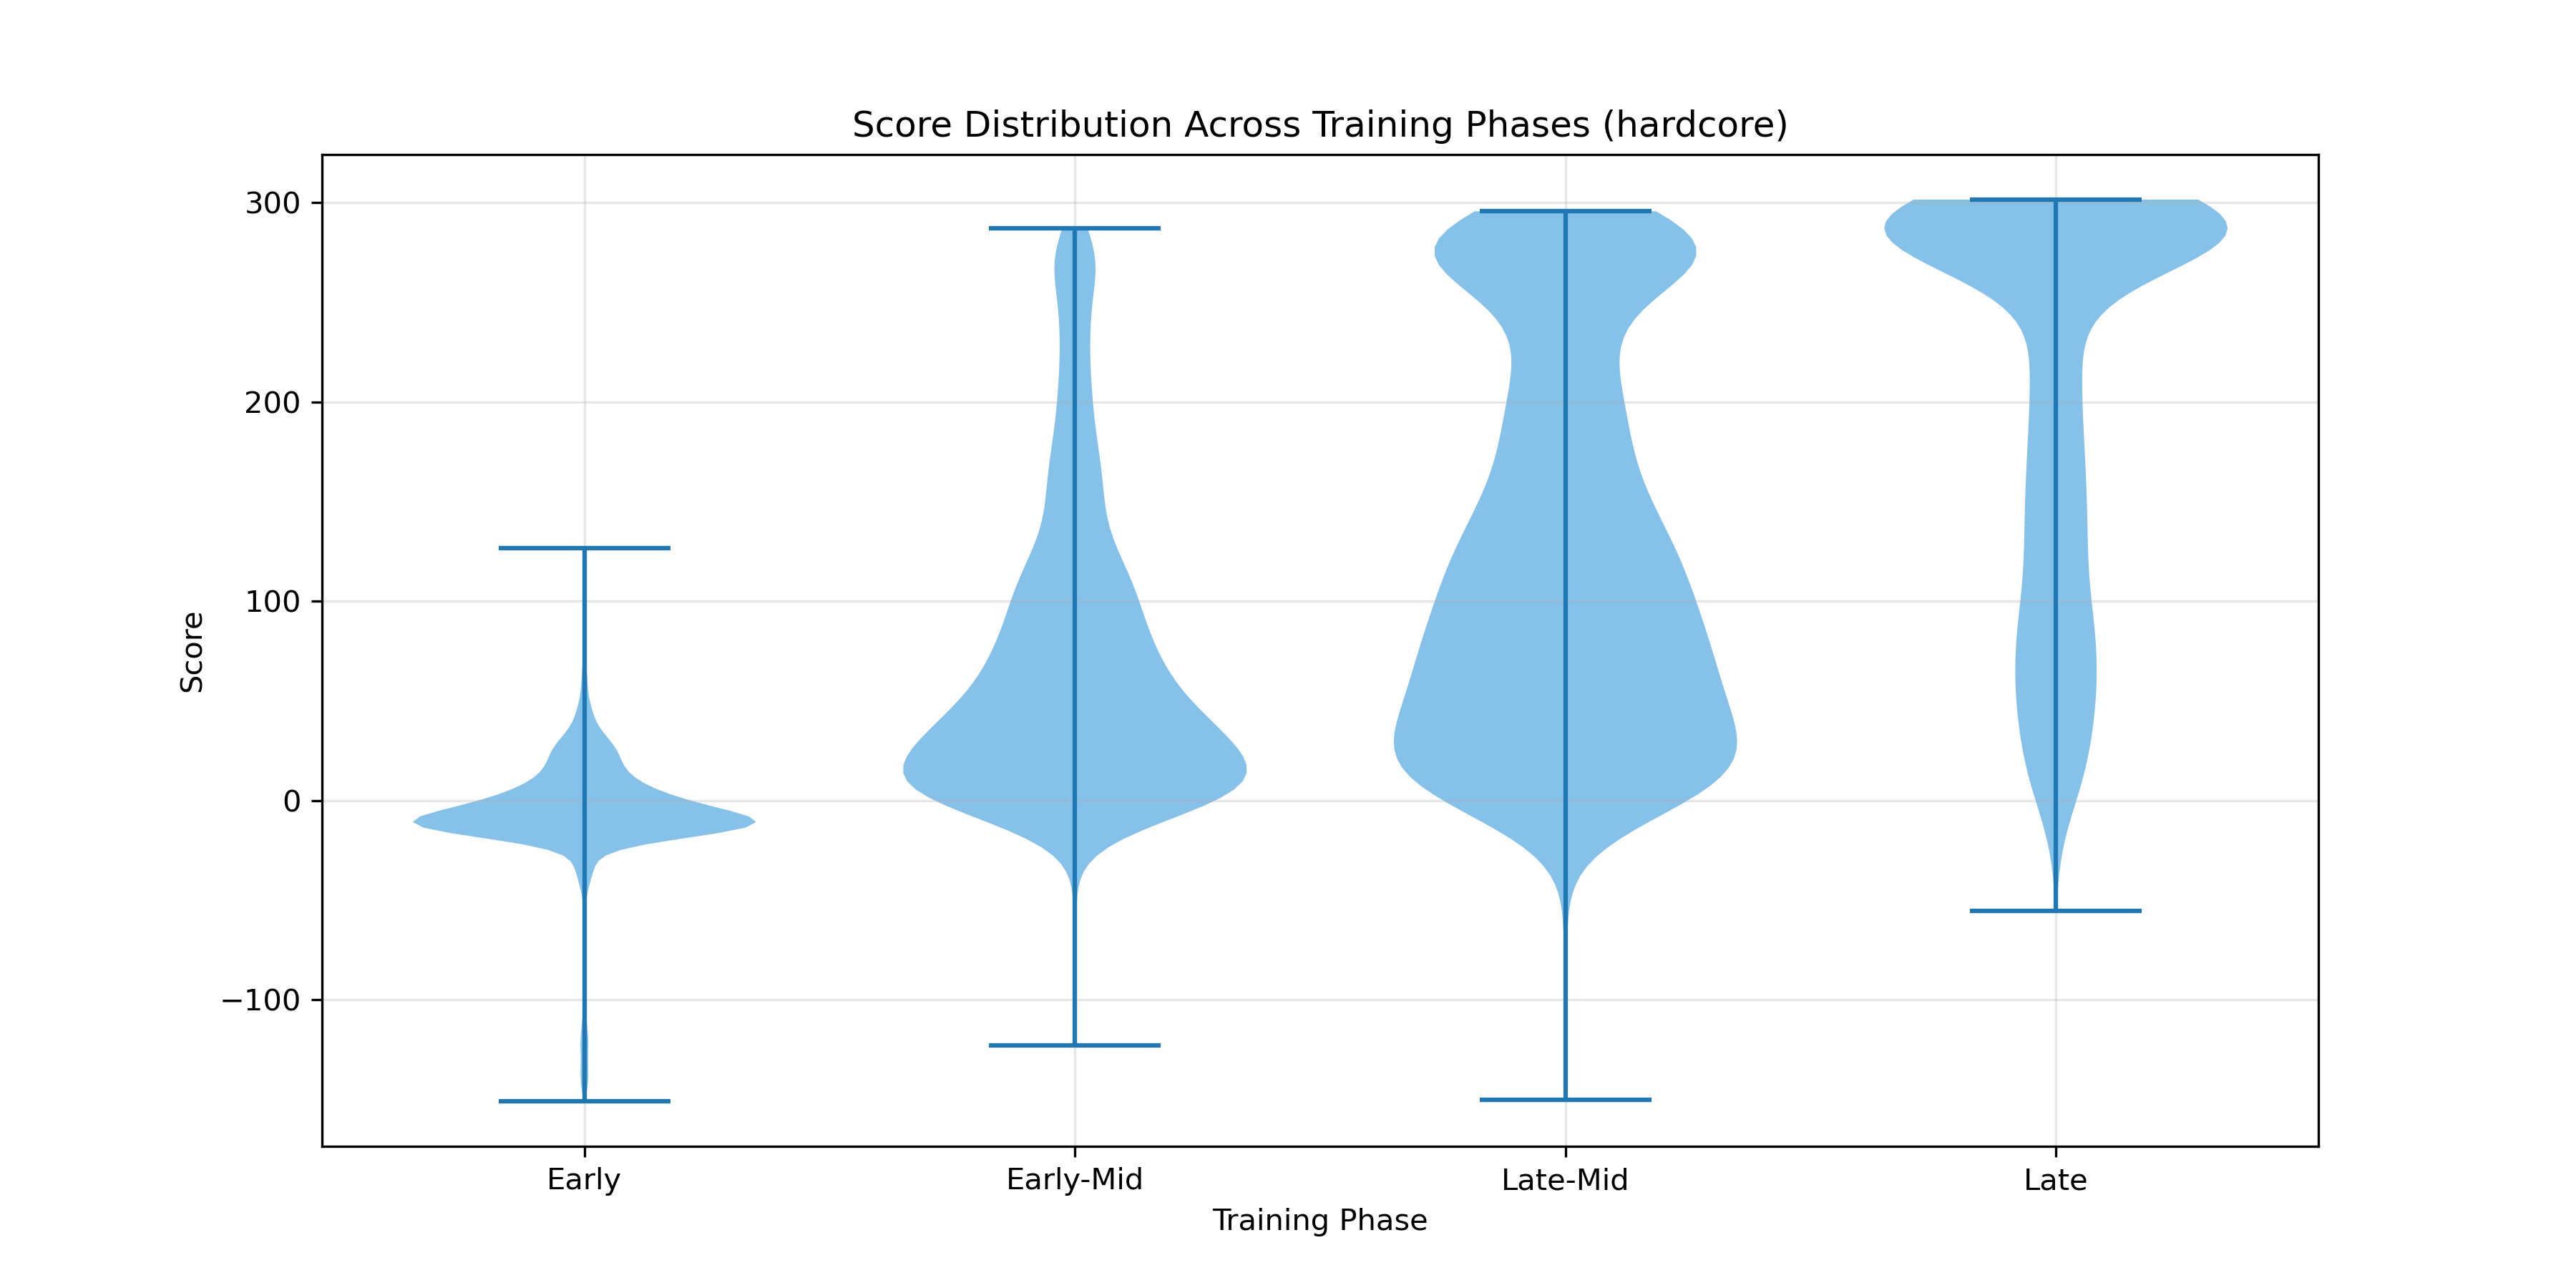 Score Distribution Across Training Phases (hardcore)
300
200
100
0
−100
Score
Early
Early-Mid
Late-Mid
Late
Training Phase